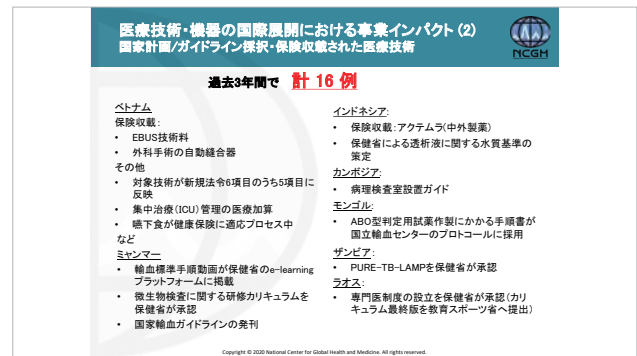 医療技術・機器の国際展開における事業インパクト (2)
国家計画/ガイドライン採択・保険収載された医療技術
NCGM
過去3年間で 計 16 例
ベトナム
保険収載:
• EBUS技術料
• 外科手術の自動縫合器
その他
• 対象技術が新規法令6項目のうち5項目に
反映
• 集中治療(ICU)管理の医療加算
• 嚥下食が健康保険に適応プロセス中
など
ミャンマー
• 輸血標準手順動画が保健省のe-learning
プラットフォームに掲載
• 微生物検査に関する研修カリキュラムを
保健省が承認
• 国家輸血ガイドラインの発刊
インドネシア:
• 保険収載:アクテムラ(中外製薬)
• 保健省による透析液に関する水質基準の
策定
カンボジア:
• 病理検査室設置ガイド
モンゴル:
• ABO型判定用試薬作製にかかる手順書が
国立輸血センターのプロトコールに採用
ザンビア:
• PURE-TB-LAMPを保健省が承認
ラオス:
• 専門医制度の設立を保健省が承認(カリ
キュラム最終版を教育スポーツ省へ提出)
Copyright © 2020 National Center for Global Health and Medicine. All rights reserved.